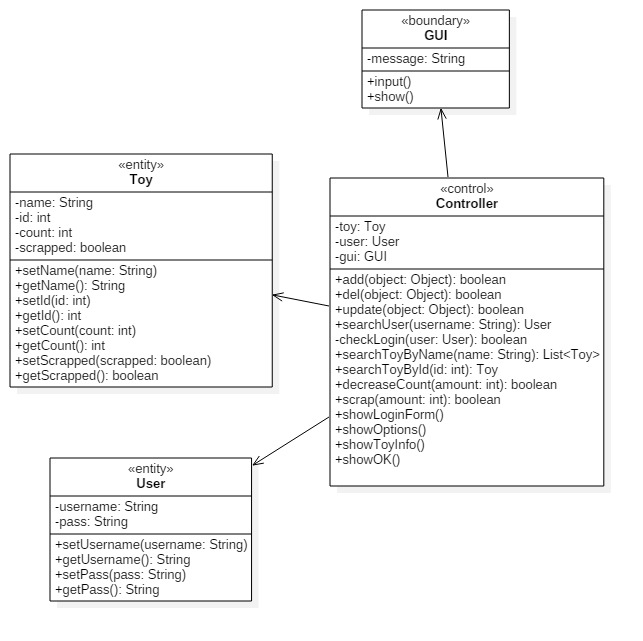 «boundary»
GUI
-message: String
+input()
+show()
«entity»
Toy
-name: String
-id: int
-count: int
-scrapped: boolean
+setName(name: String)
+getName(): String
+setId(id: int)
+getId(): int
+setCount(count: int)
+getCount(): int
+setScrapped(scrapped: boolean)
+getScrapped(): boolean
«control»
Controller
-toy: Toy
-user: User
-gui: GUI
+add(object: Object): boolean
+del(object: Object): boolean
+update(object: Object): boolean
+searchUser(username: String): User
-checkLogin(user: User): boolean
+searchToyByName(name: String): List<Toy>
+searchToyById(id: int): Toy
+decreaseCount(amount: int): boolean
+scrap(amount: int): boolean
+showLoginForm()
+showOptions()
+showToyInfo()
+showOK()
«entity»
User
-username: String
-pass: String
+setUsername(username: String)
+getUsername(): String
+setPass(pass: String)
+getPass(): String